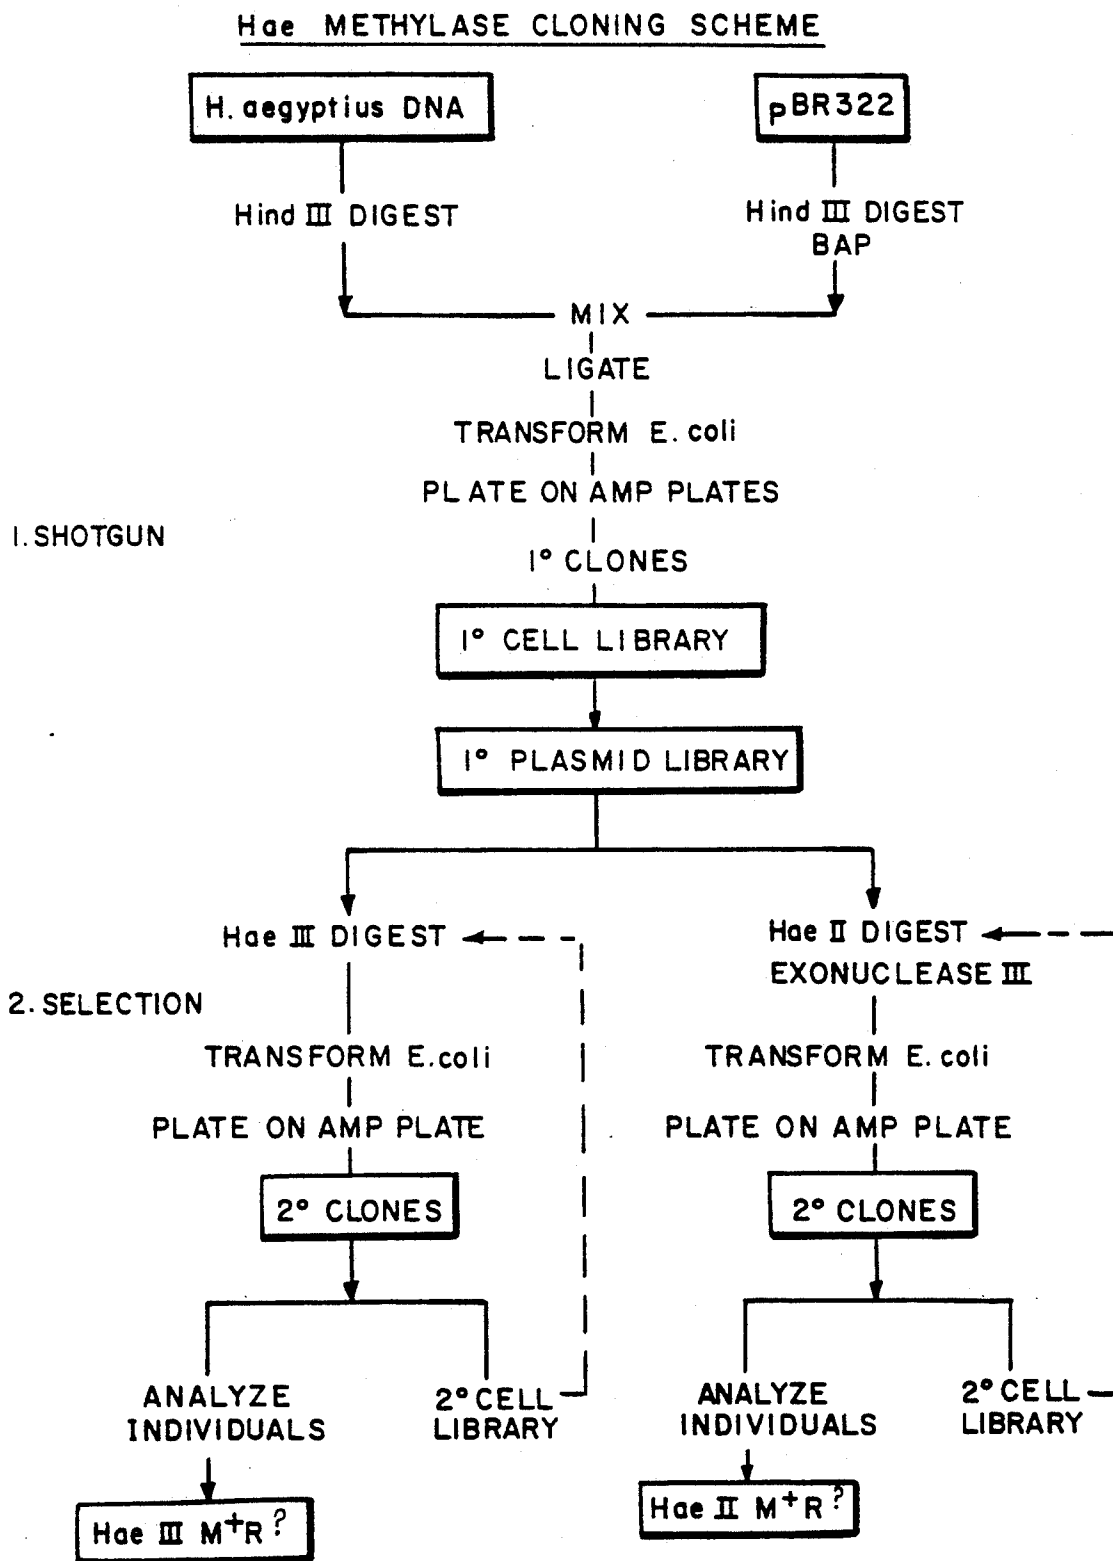 Hae METHYLASE CLONING SCHEME
H. aegyptius DNA
pBR322
Hind III DIGEST
Hind III DIGEST
BAP
MIX
LIGATE
TRANSFORM E. coli
PLATE ON AMP PLATES
1. SHOTGUN
1° CLONES
1° CELL LIBRARY
1° PLASMID LIBRARY
Hae III DIGEST
Hae II DIGEST
EXONUCLEASE III
2. SELECTION
TRANSFORM E.coli
TRANSFORM E. coli
PLATE ON AMP PLATE
PLATE ON AMP PLATE
2° CLONES
2° CLONES
ANALYZE
INDIVIDUALS
2° CELL
LIBRARY
ANALYZE
INDIVIDUALS
2° CELL
LIBRARY
Hae III M+R?
Hae II M+R?